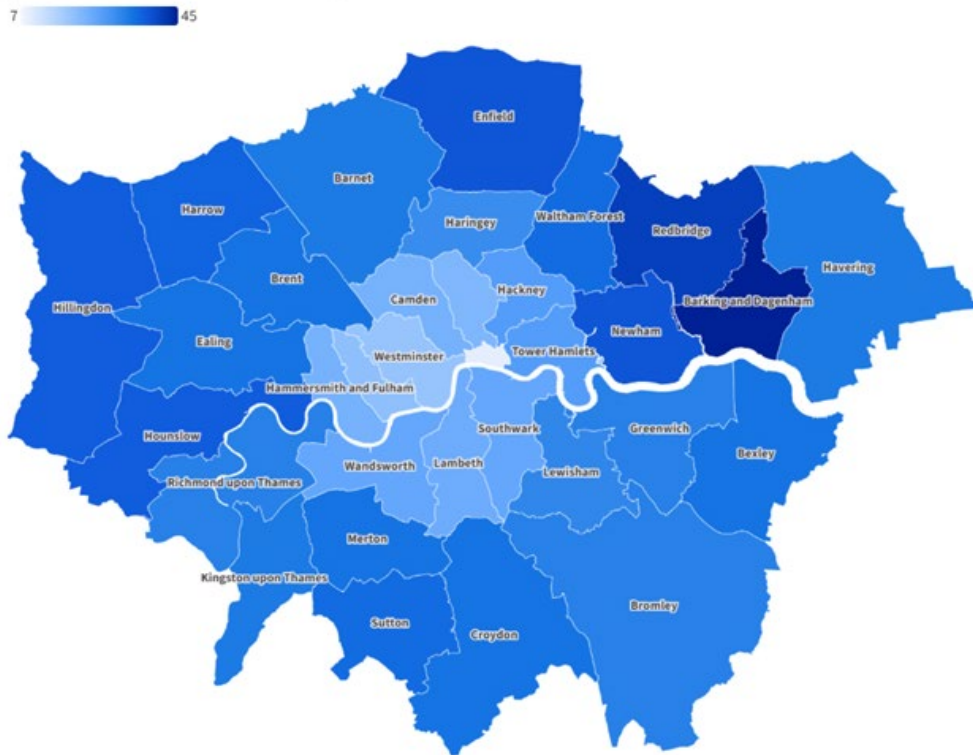 7 45
Enfield
Barnet
Harrow
Haringey
Waltham Forest
Redbridge
Havering
Brent
Camden
Hackney
Barking and Dagenham
Hillingdon
Newham
Ealing
Westminster
Tower Hamlets
Hammersmith and Fulham
Hounslow
Southwark
Greenwich
Bexley
Wandsworth
Lambeth
Lewisham
Richmond upon Thames
Merton
Kingston upon Thames
Bromley
Sutton
Croydon